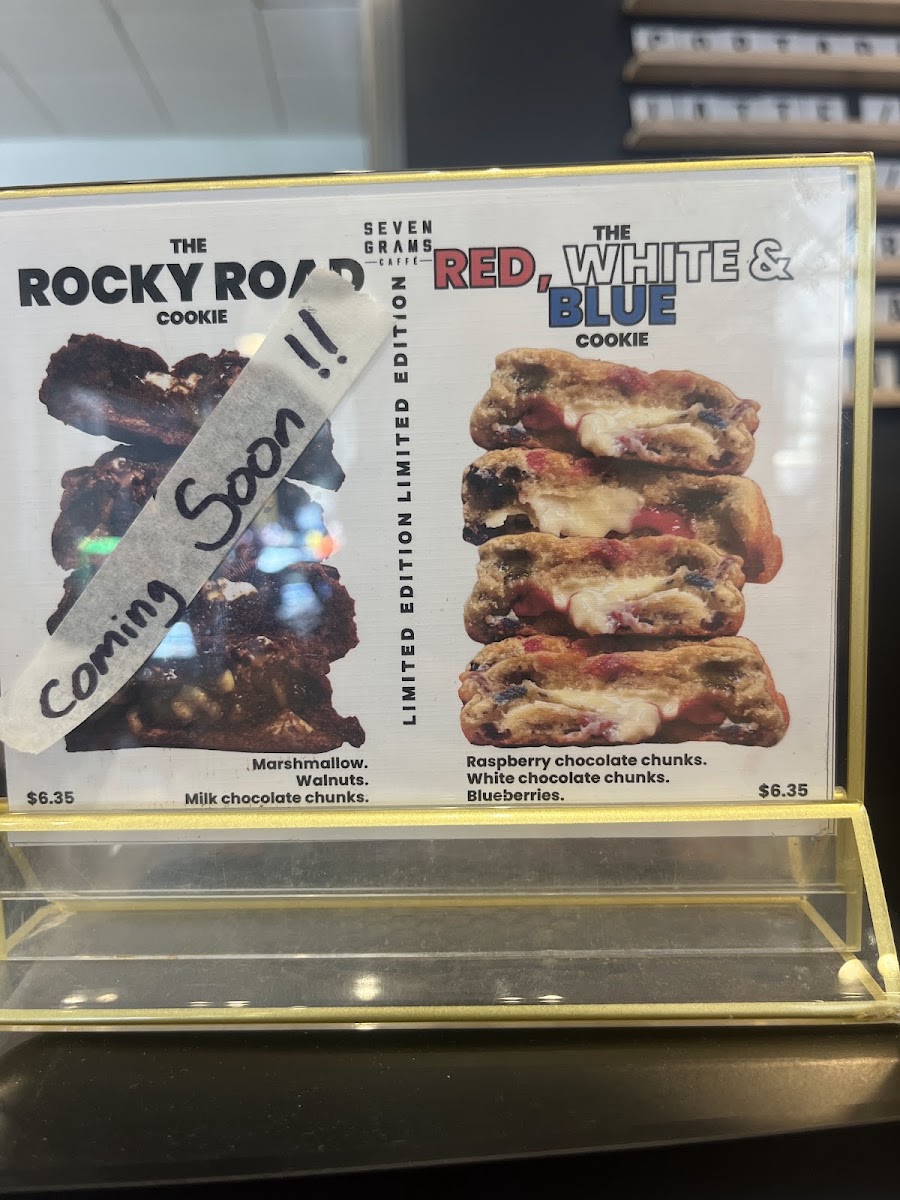 THE
ROCKY ROAD
COOKIE
Coming Soon !!
Marshmallow.
Walnuts.
Milk chocolate chunks.
$6.35
SEVEN
GRAMS
CAFFÉ
LIMITED EDITION LIMITED EDITION
THE
RED, WHITE &
BLUE
COOKIE
Raspberry chocolate chunks.
White chocolate chunks.
Blueberries.
$6.35